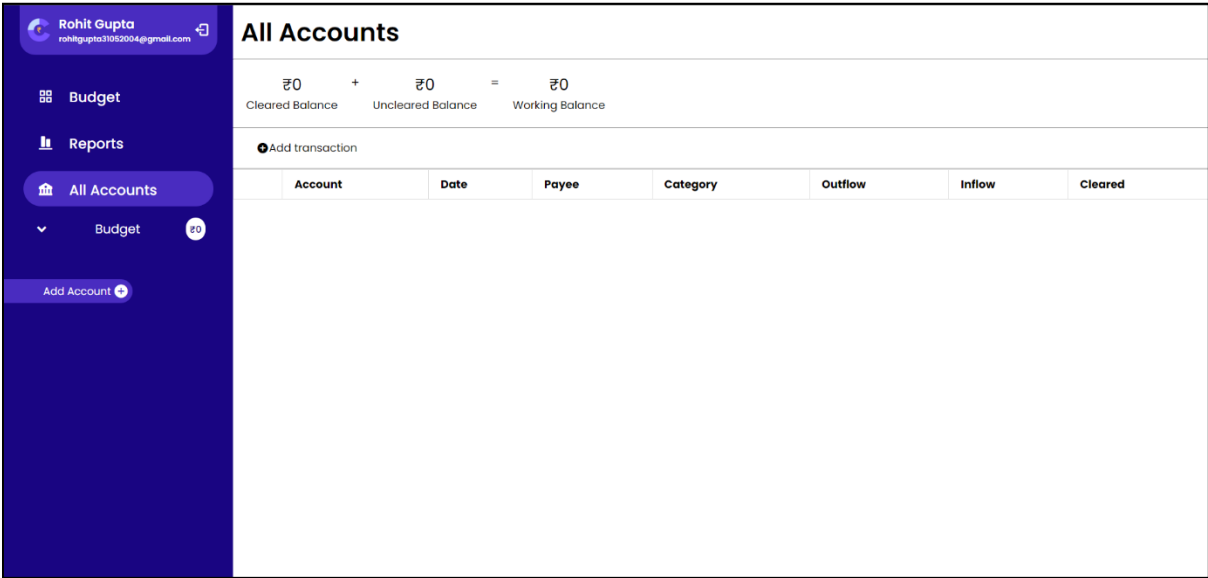 Rohit Gupta
rohitgupta31052004@gmail.com
Budget
Reports
All Accounts
Budget ₹0
Add Account
All Accounts
₹0 + ₹0 = ₹0
Cleared Balance Uncleared Balance Working Balance
Add transaction
Account Date Payee Category Outflow Inflow Cleared